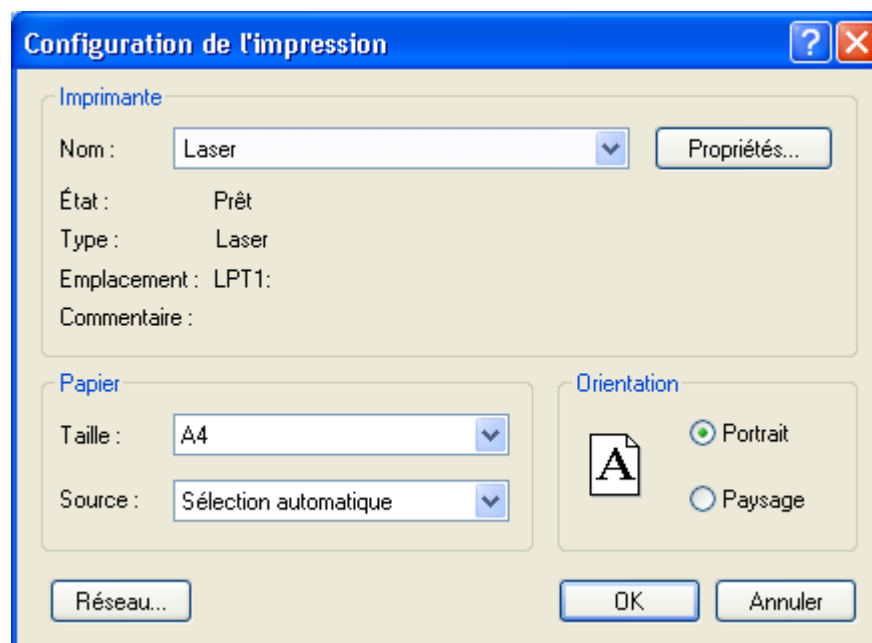 Configuration de l'impression
Imprimante
Nom : Laser Propriétés...
État : Prêt
Type : Laser
Emplacement : LPT1:
Commentaire :
Papier
Taille : A4
Source : Sélection automatique
Orientation
A
Portrait
Paysage
Réseau... OK Annuler